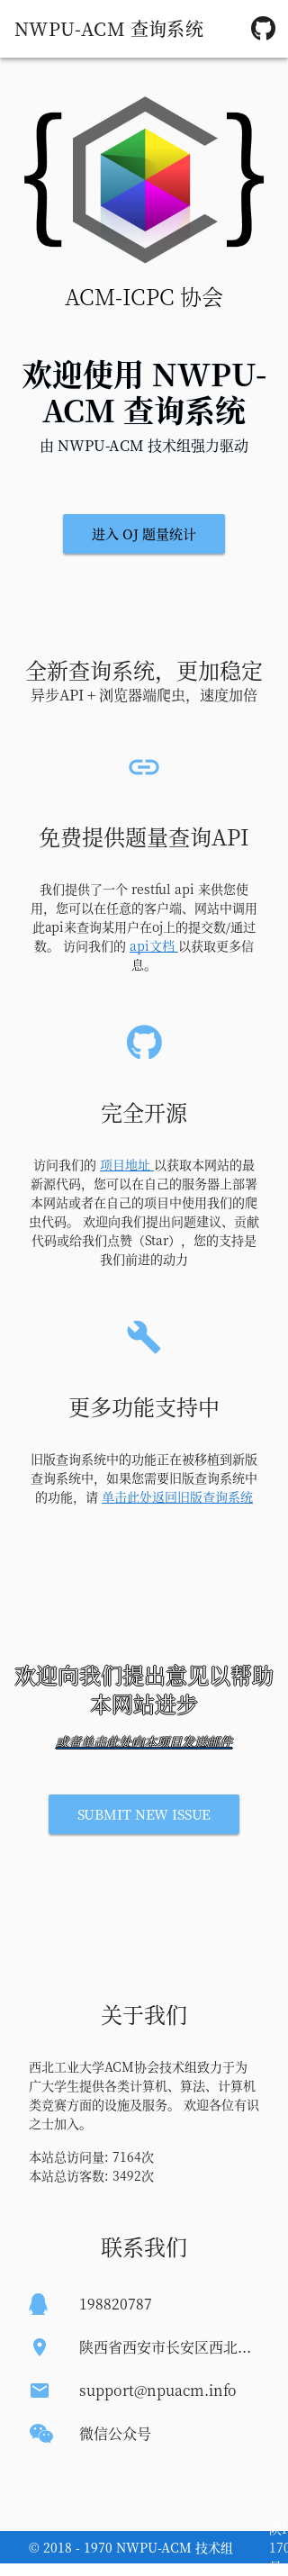 NWPU-ACM 查询系统
ACM-ICPC 协会
欢迎使用 NWPU-
ACM 查询系统
由 NWPU-ACM 技术组强力驱动
进入 OJ 题量统计
全新查询系统，更加稳定
异步API + 浏览器端爬虫，速度加倍
免费提供题量查询API
我们提供了一个 restful api 来供您使
用，您可以在任意的客户端、网站中调用
此api来查询某用户在oj上的提交数/通过
数。 访问我们的 api文档 以获取更多信
息。
完全开源
访问我们的 项目地址 以获取本网站的最
新源代码，您可以在自己的服务器上部署
本网站或者在自己的项目中使用我们的爬
虫代码。 欢迎向我们提出问题建议、贡献
代码或给我们点赞（Star），您的支持是
我们前进的动力
更多功能支持中
旧版查询系统中的功能正在被移植到新版
查询系统中，如果您需要旧版查询系统中
的功能，请 单击此处返回旧版查询系统
欢迎向我们提出意见以帮助
本网站进步
或者单击此处向本项目发送邮件
SUBMIT NEW ISSUE
关于我们
西北工业大学ACM协会技术组致力于为
广大学生提供各类计算机、算法、计算机
类竞赛方面的设施及服务。 欢迎各位有识
之士加入。
本站总访问量: 7164次
本站总访客数: 3492次
联系我们
198820787
陕西省西安市长安区西北...
support@npuacm.info
微信公众号
© 2018 - 1970 NWPU-ACM 技术组
170